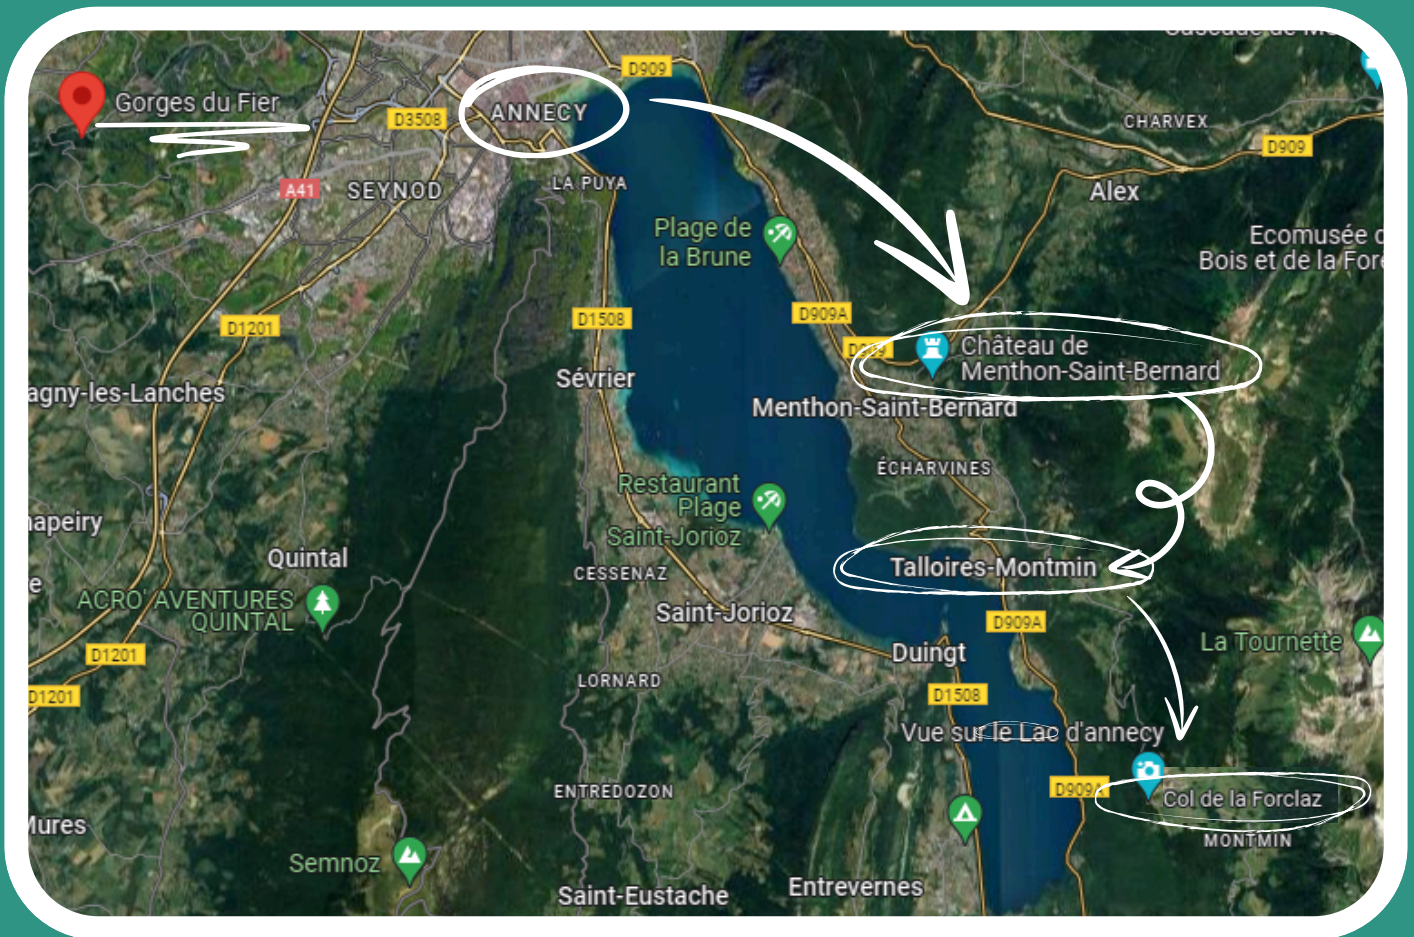 D909
Gorges du Fier
ANNECY
D3508
CHARVEX
D909
A41
SEYNOD
LA PUYA
Alex
Plage de
la Brune
Ecomusée d
Bois et de la Fore
D1201
D1508
D909A
Château de
Menthon-Saint-Bernard
Sévrier
agny-les-Lanches
Menthon-Saint-Bernard
ÉCHARVINES
Restaurant
Plage
Saint-Jorioz
apeiry
Quintal
CESSENAZ
Talloires-Montmin
ACRO' AVENTURES
QUINTAL
Saint-Jorioz
D909A
La Tournette
D1201
Duingt
LORNARD
D1201
D1508
Vue sur le Lac d'annecy
ENTREDOZON
D909A
Col de la Forclaz
Mures
MONTMIN
Semnoz
Saint-Eustache
Entrevernes